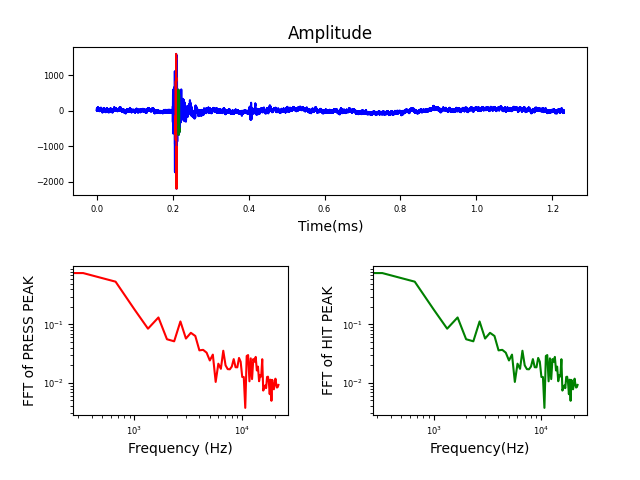 Amplitude
1000
0
−1000
−2000
0.0 0.2 0.4 0.6 0.8 1.0 1.2
Time(ms)
FFT of PRESS PEAK
10⁻¹
10⁻²
10³ 10⁴
Frequency (Hz)
FFT of HIT PEAK
10⁻¹
10⁻²
10³ 10⁴
Frequency(Hz)